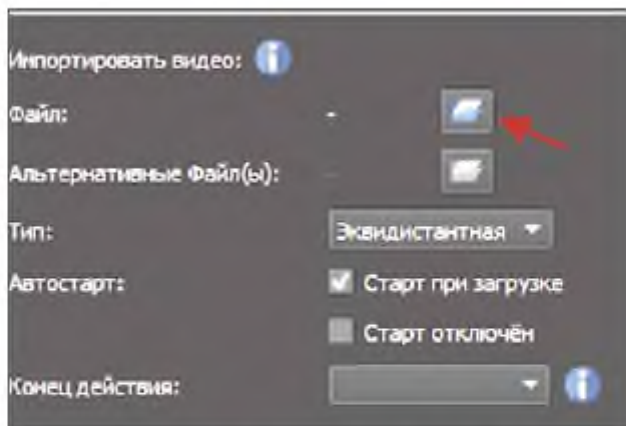 Импортировать видео:
Файл: -
Альтернативные Файл(ы): -
Тип: Эквидистантная
Автостарт: Старт при загрузке
Старт отключён
Конец действия: